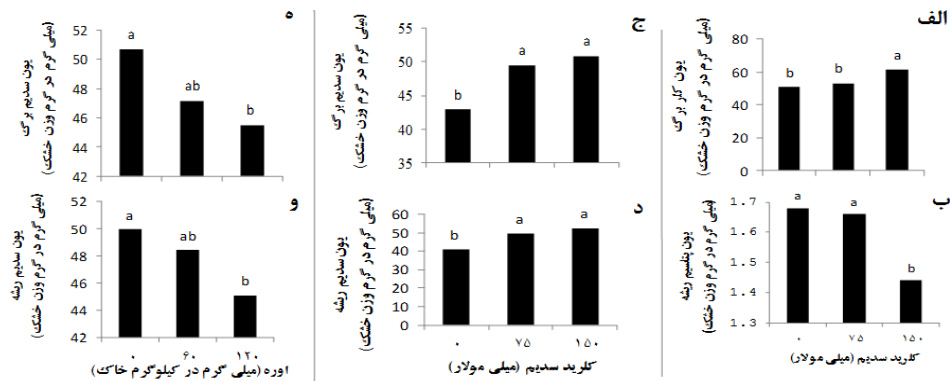 الف
یون کلر برگ
(میلی گرم در گرم وزن خشک)
80
60
40
20
0
b
b
a
ب
یون پتاسیم ریشه
(میلی گرم در گرم وزن خشک)
1.7
1.6
1.5
1.4
1.3
a
a
b
۰
۷۵
۱۵۰
ج
یون سدیم برگ
(میلی گرم در گرم وزن خشک)
55
50
45
40
35
b
a
a
د
یون سدیم ریشه
(میلی گرم در گرم وزن خشک)
60
50
40
30
20
10
0
b
a
a
۰
۷۵
۱۵۰
کلرید سدیم (میلی مولار)
ه
یون سدیم برگ
(میلی گرم در گرم وزن خشک)
52
50
48
46
44
42
a
ab
b
و
یون سدیم ریشه
(میلی گرم در گرم وزن خشک)
52
50
48
46
44
42
a
ab
b
۰
۶۰
۱۲۰
اوره (میلی گرم در کیلوگرم خاک)